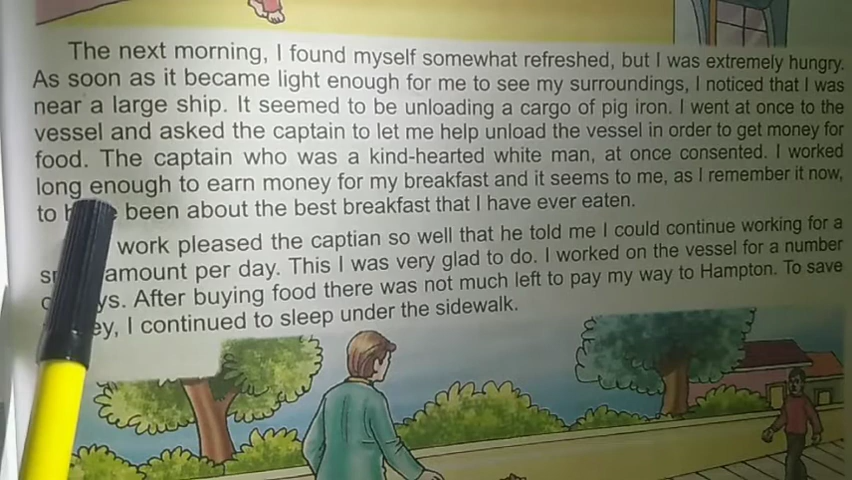 The next morning, I found myself somewhat refreshed, but I was extremely hungry.
As soon as it became light enough for me to see my surroundings, I noticed that I was
near a large ship. It seemed to be unloading a cargo of pig iron. I went at once to the
vessel and asked the captain to let me help unload the vessel in order to get money for
food. The captain who was a kind-hearted white man, at once consented. I worked
long enough to earn money for my breakfast and it seems to me, as I remember it now,
to been about the best breakfast that I have ever eaten.
work pleased the captian so well that he told me I could continue working for a
amount per day. This I was very glad to do. I worked on the vessel for a number
After buying food there was not much left to pay my way to Hampton. To save
I continued to sleep under the sidewalk.